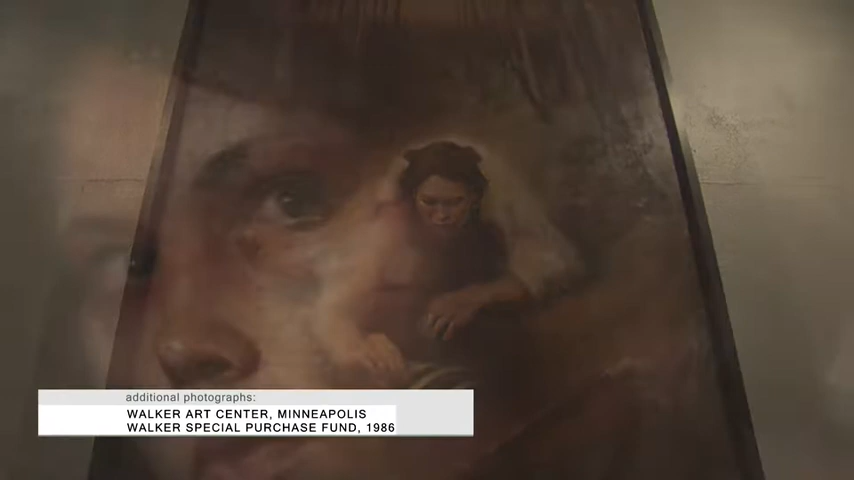 additional photographs:
WALKER ART CENTER, MINNEAPOLIS
WALKER SPECIAL PURCHASE FUND, 1986